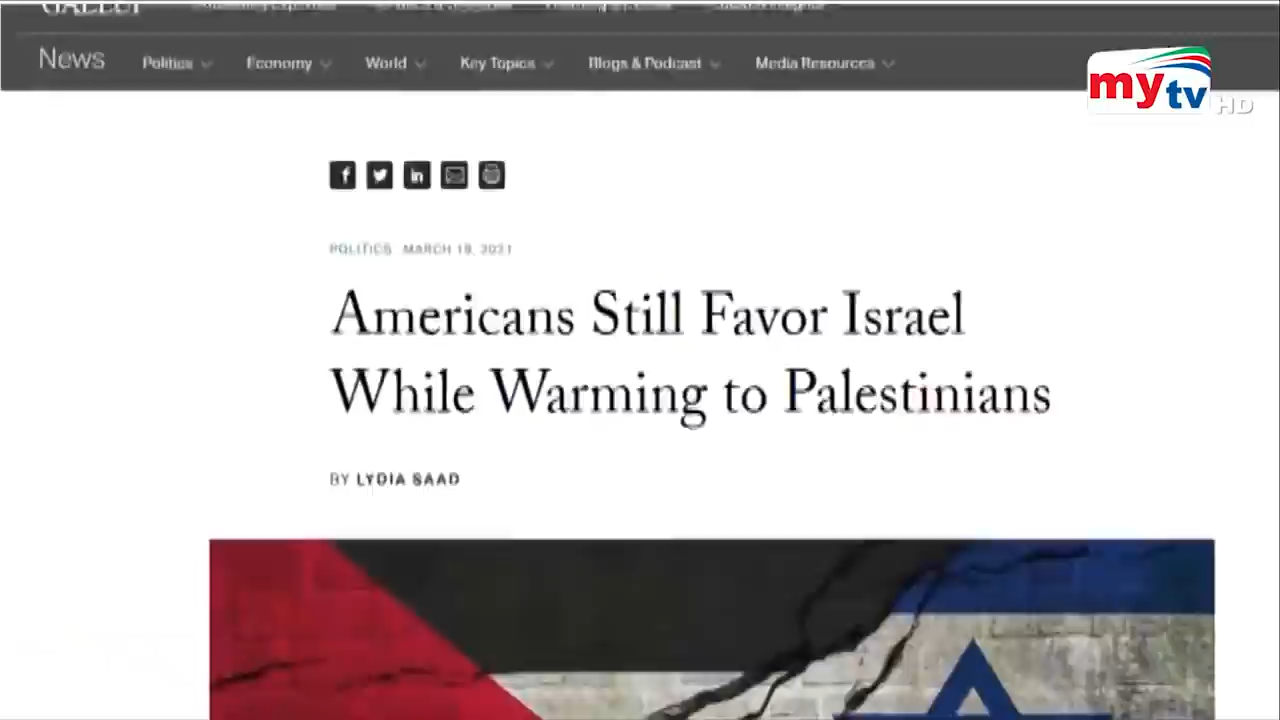 GALLUP
News Politics Economy World Key Topics Blogs & Podcast Media Resources
mytv HD
POLITICS MARCH 19, 2021
Americans Still Favor Israel
While Warming to Palestinians
BY LYDIA SAAD